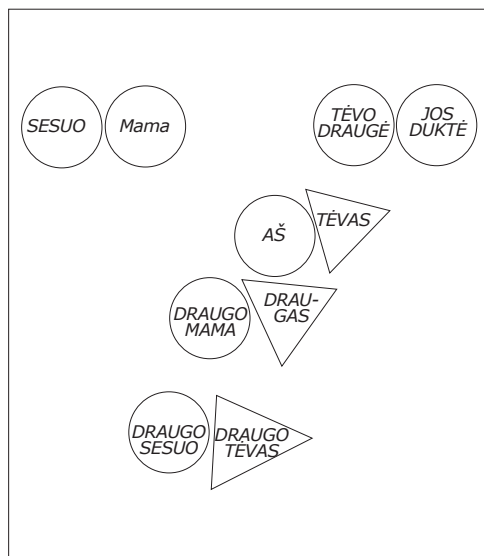 SESUO
Mama
TĖVO
DRAUGĖ
JOS
DUKTĖ
AŠ
TĖVAS
DRAUGO
MAMA
DRAU-
GAS
DRAUGO
SESUO
DRAUGO
TĖVAS